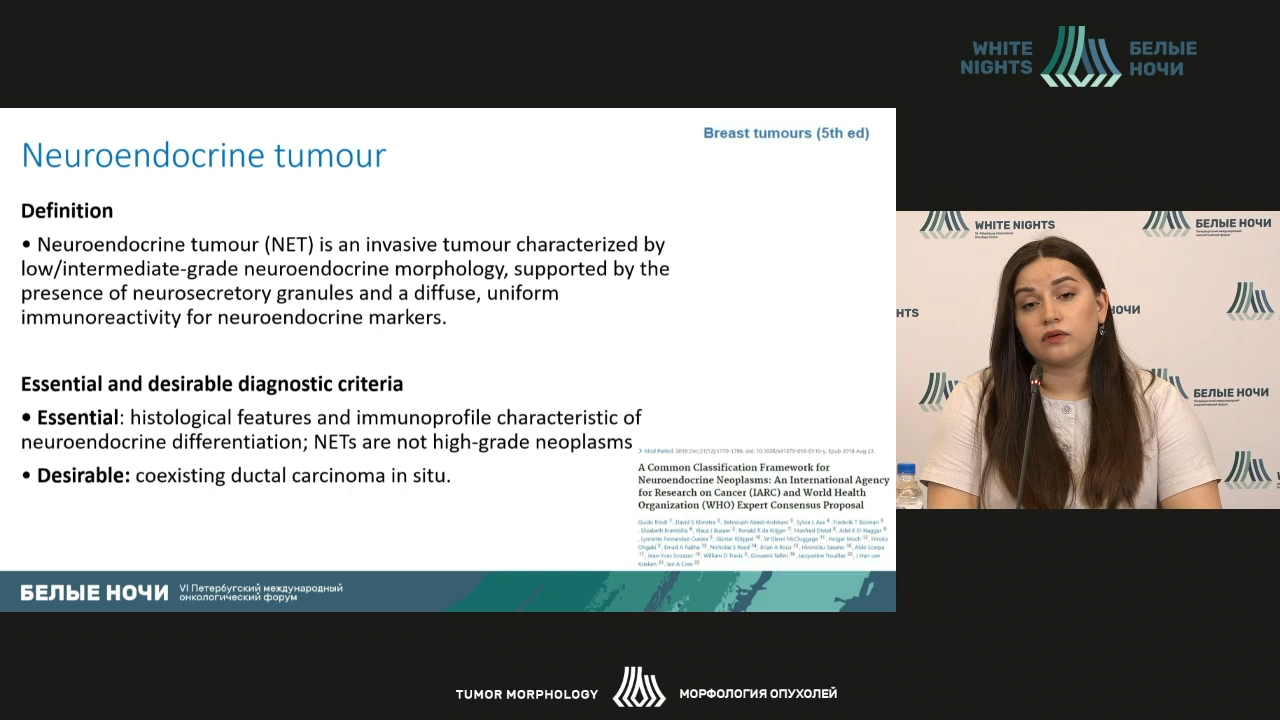 WHITE
NIGHTS
БЕЛЫЕ
НОЧИ
Breast tumours (5th ed)
Neuroendocrine tumour
Definition
• Neuroendocrine tumour (NET) is an invasive tumour characterized by
low/intermediate-grade neuroendocrine morphology, supported by the
presence of neurosecretory granules and a diffuse, uniform
immunoreactivity for neuroendocrine markers.
Essential and desirable diagnostic criteria
• Essential: histological features and immunoprofile characteristic of
neuroendocrine differentiation; NETs are not high-grade neoplasms
• Desirable: coexisting ductal carcinoma in situ.
A Common Classification Framework for
Neuroendocrine Neoplasms: An International Agency
for Research on Cancer (IARC) and World Health
Organization (WHO) Expert Consensus Proposal
БЕЛЫЕ НОЧИ
VI Петербургский международный
онкологический форум
WHITE NIGHTS
БЕЛЫЕ НОЧИ
HTS
НОЧИ
БЕЛЫЕ НОЧИ
TUMOR MORPHOLOGY
МОРФОЛОГИЯ ОПУХОЛЕЙ